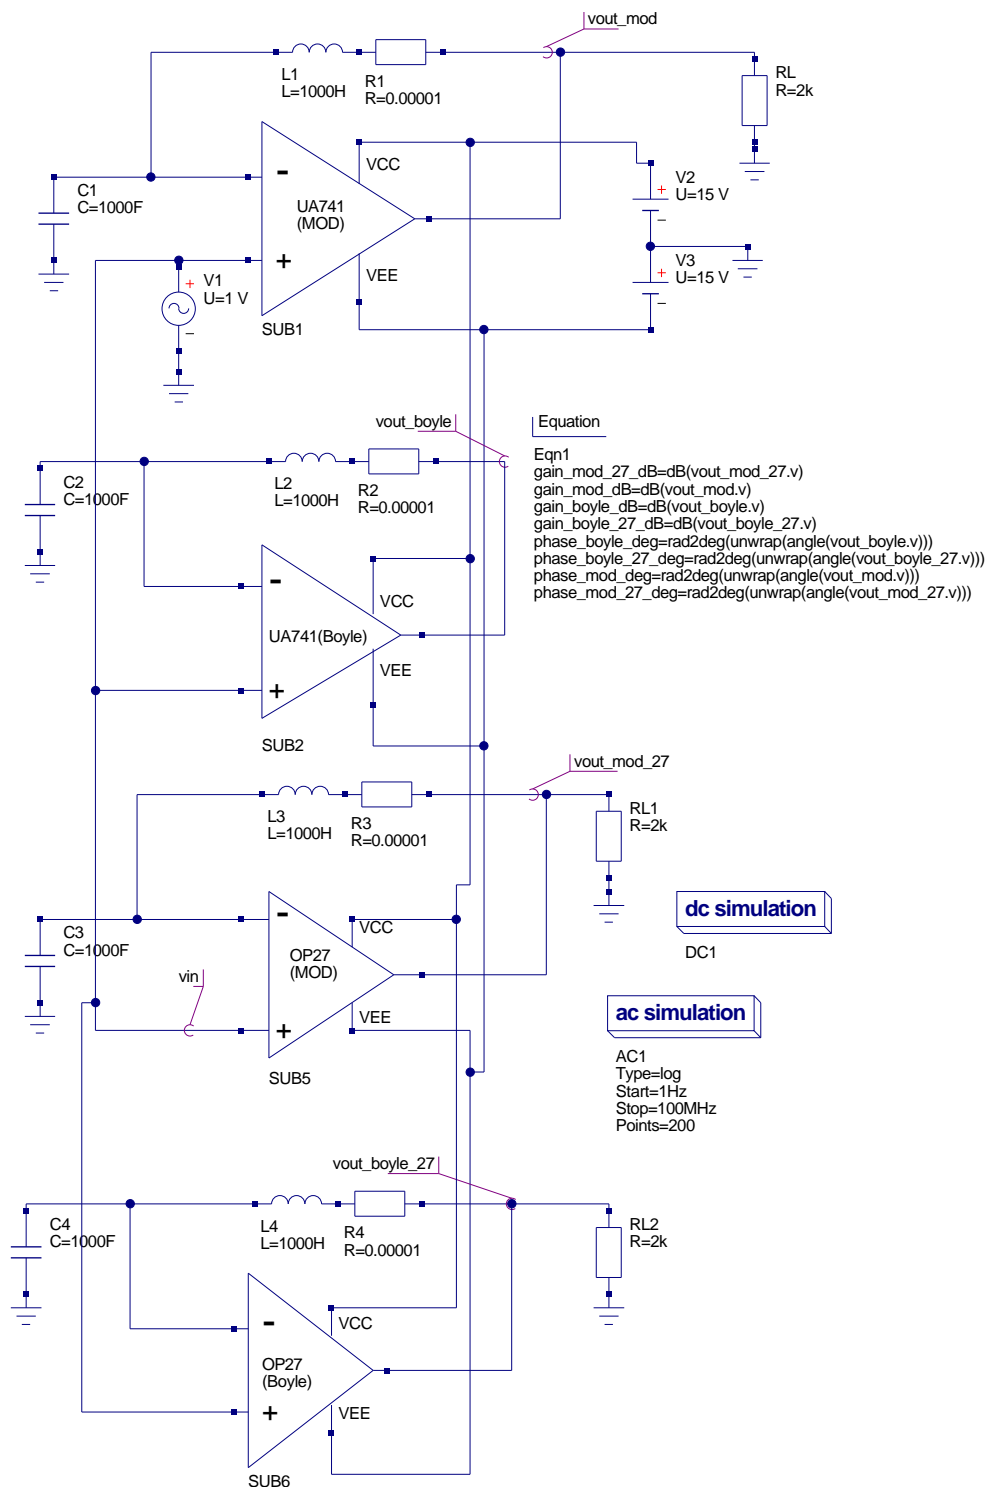 vout_mod
L1
L=1000H
R1
R=0.00001
RL
R=2k
C1
C=1000F
-
UA741
(MOD)
+
VCC
VEE
SUB1
V1
U=1 V
+
–
V2
U=15 V
+
–
V3
U=15 V
+
–
vout_boyle
L2
L=1000H
R2
R=0.00001
C2
C=1000F
-
UA741(Boyle)
+
VCC
VEE
SUB2
Equation
Eqn1
gain_mod_27_dB=dB(vout_mod_27.v)
gain_mod_dB=dB(vout_mod.v)
gain_boyle_dB=dB(vout_boyle.v)
gain_boyle_27_dB=dB(vout_boyle_27.v)
phase_boyle_deg=rad2deg(unwrap(angle(vout_boyle.v)))
phase_boyle_27_deg=rad2deg(unwrap(angle(vout_boyle_27.v)))
phase_mod_deg=rad2deg(unwrap(angle(vout_mod.v)))
phase_mod_27_deg=rad2deg(unwrap(angle(vout_mod_27.v)))
vout_mod_27
L3
L=1000H
R3
R=0.00001
RL1
R=2k
C3
C=1000F
-
OP27
(MOD)
+
VCC
VEE
SUB5
vin
dc simulation
DC1
ac simulation
AC1
Type=log
Start=1Hz
Stop=100MHz
Points=200
vout_boyle_27
L4
L=1000H
R4
R=0.00001
RL2
R=2k
C4
C=1000F
-
OP27
(Boyle)
+
VCC
VEE
SUB6